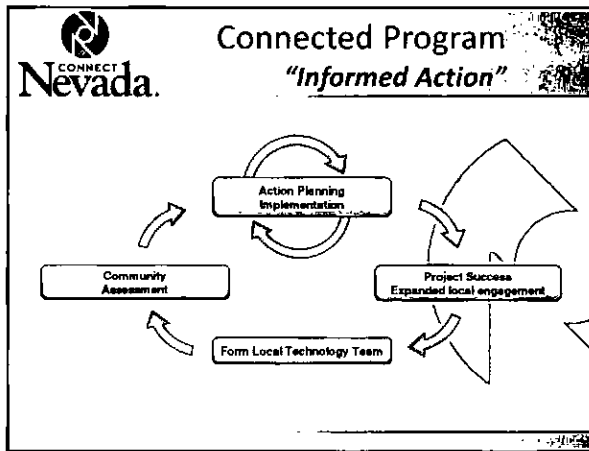 CONNECT
Nevada.
Connected Program
"Informed Action"
Action Planning
Implementation
Community
Assessment
Project Success
Expanded local engagement
Form Local Technology Team